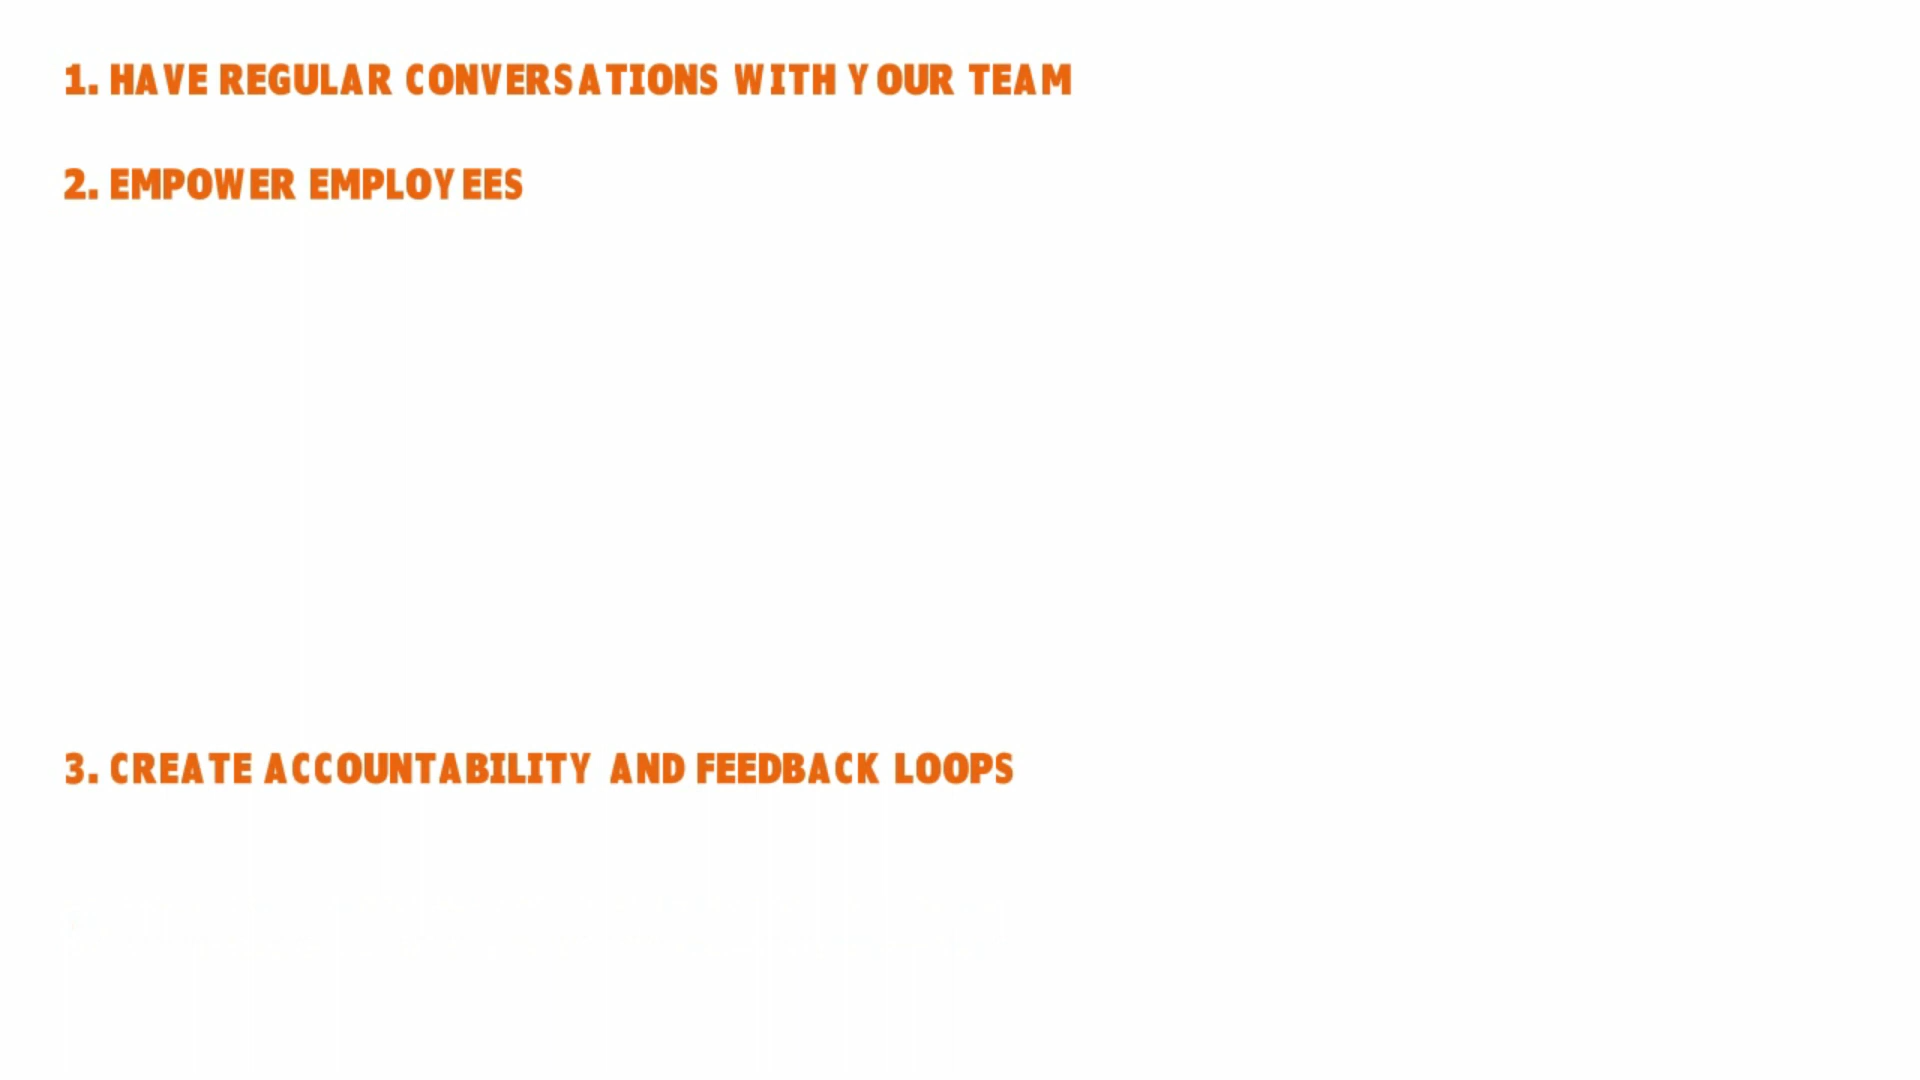 1. HAVE REGULAR CONVERSATIONS WITH YOUR TEAM
2. EMPOWER EMPLOYEES
3. CREATE ACCOUNTABILITY AND FEEDBACK LOOPS